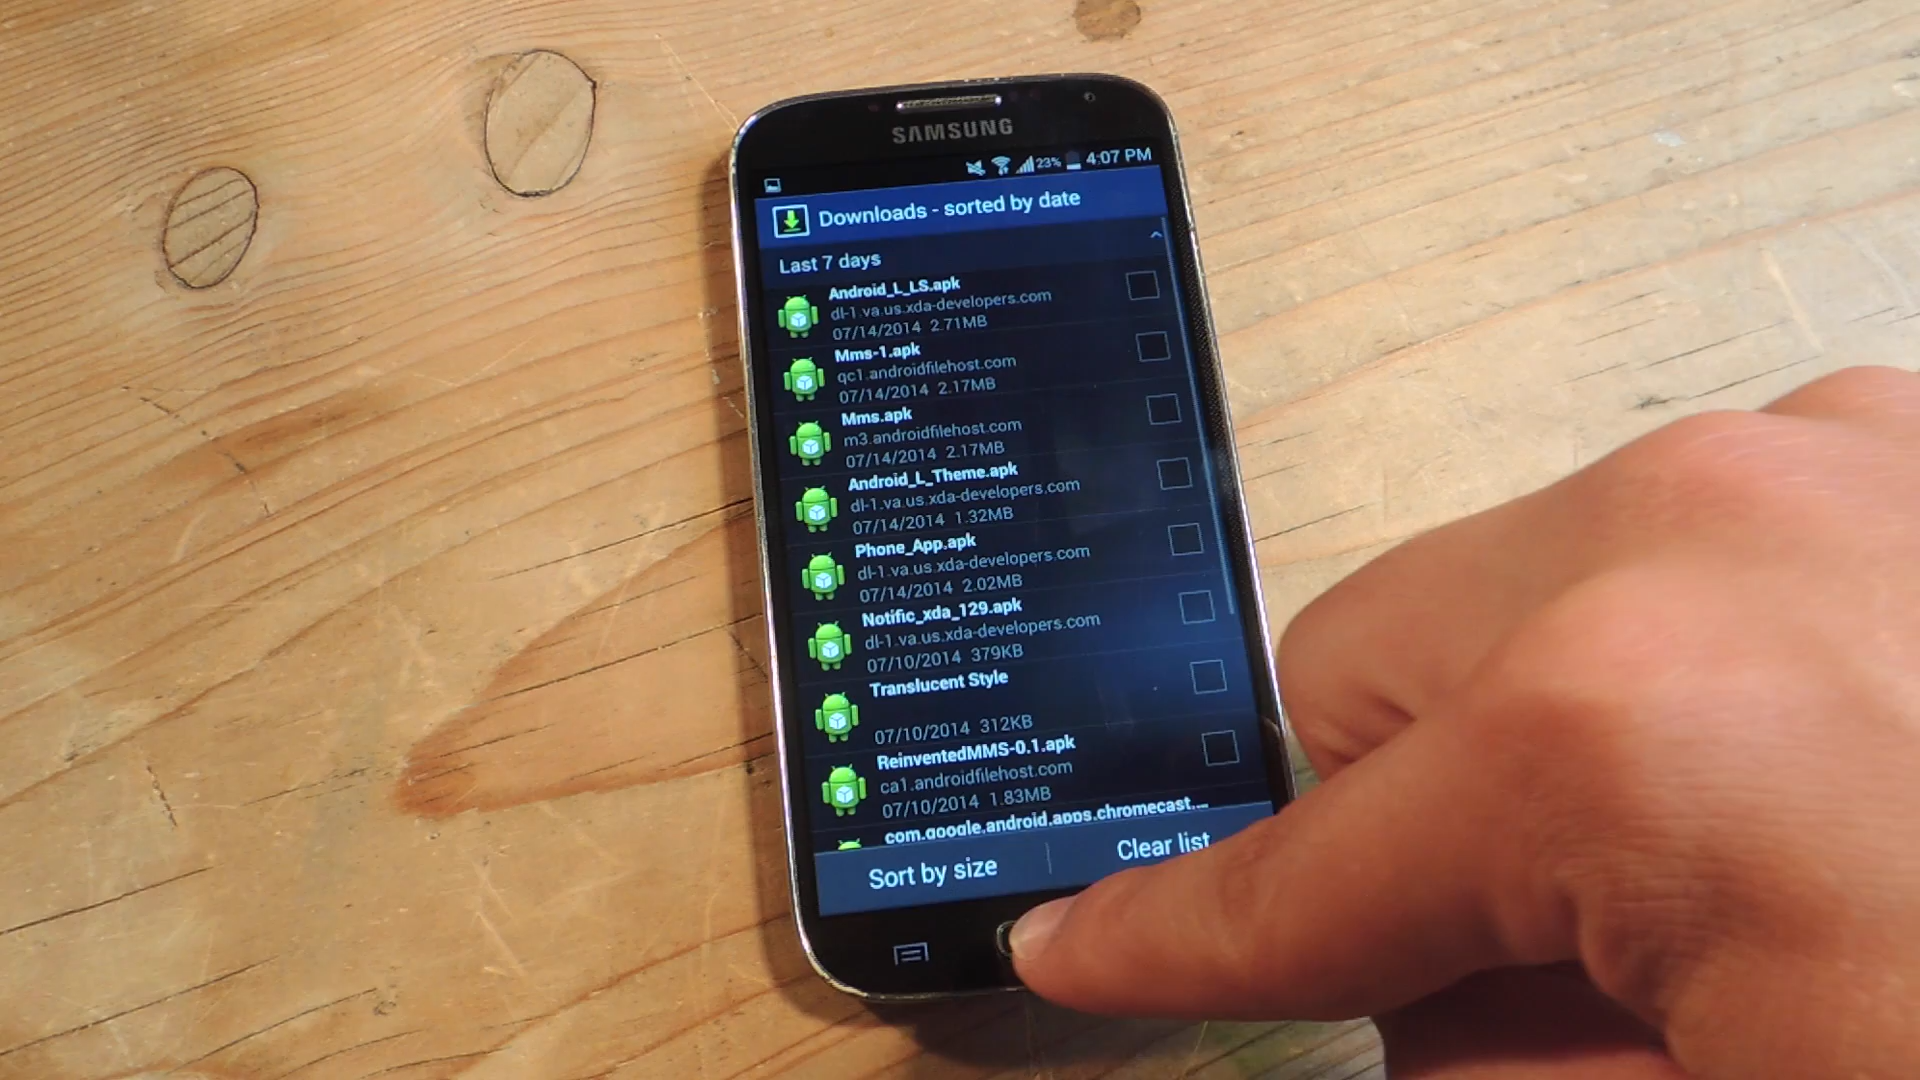 SAMSUNG
23% 4:07 PM
Downloads - sorted by date
Last 7 days
Android_L_LS.apk
dl-1.va.us.xda-developers.com
07/14/2014 2.71MB
Mms-1.apk
qc1.androidfilehost.com
07/14/2014 2.17MB
Mms.apk
m3.androidfilehost.com
07/14/2014 2.17MB
Android_L_Theme.apk
dl-1.va.us.xda-developers.com
07/14/2014 1.32MB
Phone_App.apk
dl-1.va.us.xda-developers.com
07/14/2014 2.02MB
Notific_xda_129.apk
dl-1.va.us.xda-developers.com
07/10/2014 379KB
Translucent Style
07/10/2014 312KB
ReinventedMMS-0.1.apk
ca1.androidfilehost.com
07/10/2014 1.83MB
com.google.android.apps.chromecast....
Sort by size
Clear list